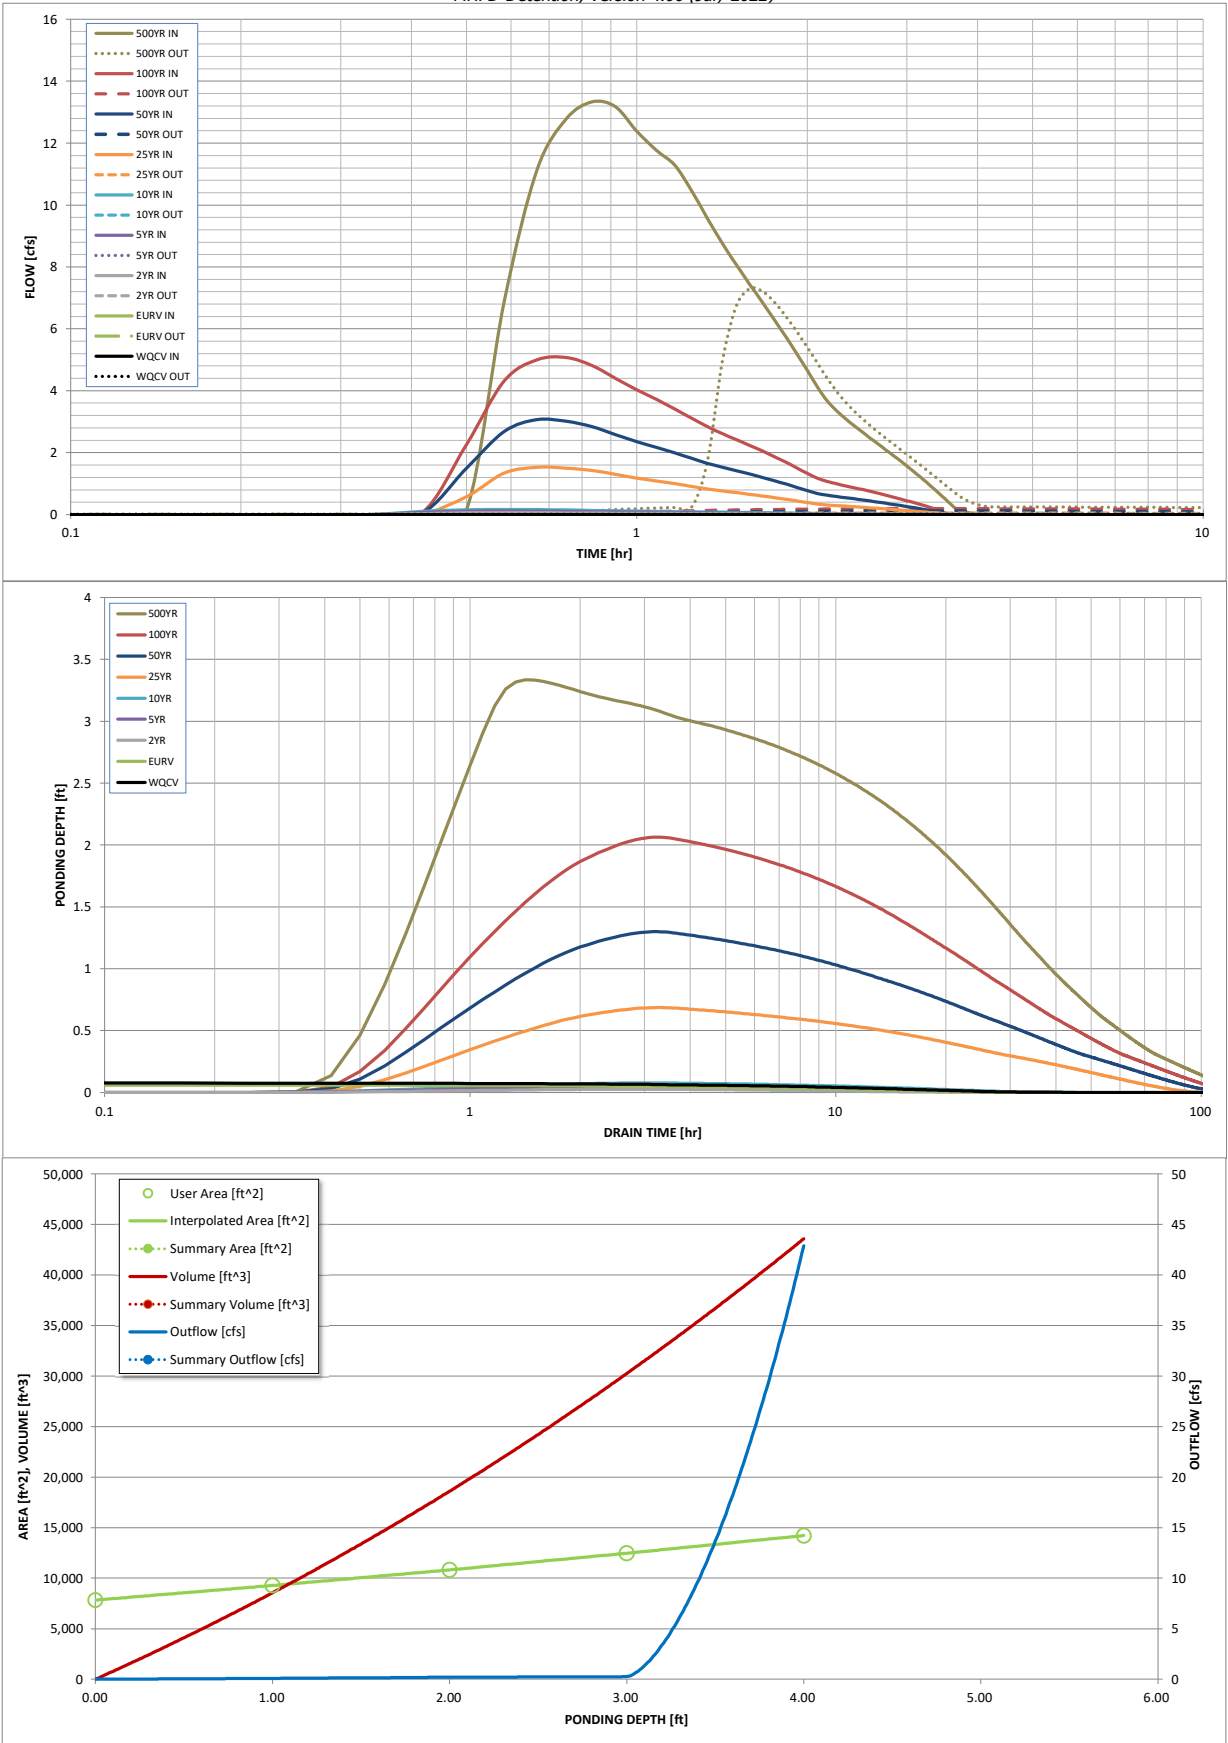 16
14
12
10
8
6
4
2
0
FLOW [cfs]
500YR IN
500YR OUT
100YR IN
100YR OUT
50YR IN
50YR OUT
25YR IN
25YR OUT
10YR IN
10YR OUT
5YR IN
5YR OUT
2YR IN
2YR OUT
EURV IN
EURV OUT
WQCV IN
WQCV OUT
0.1
1
10
TIME [hr]
4
3.5
3
2.5
2
1.5
1
0.5
0
PONDING DEPTH [ft]
500YR
100YR
50YR
25YR
10YR
5YR
2YR
EURV
WQCV
0.1
1
10
100
DRAIN TIME [hr]
50,000
45,000
40,000
35,000
30,000
25,000
20,000
15,000
10,000
5,000
0
AREA [ft^2], VOLUME [ft^3]
User Area [ft^2]
Interpolated Area [ft^2]
Summary Area [ft^2]
Volume [ft^3]
Summary Volume [ft^3]
Outflow [cfs]
Summary Outflow [cfs]
50
45
40
35
30
25
20
15
10
5
0
OUTFLOW [cfs]
0.00
1.00
2.00
3.00
4.00
5.00
6.00
PONDING DEPTH [ft]